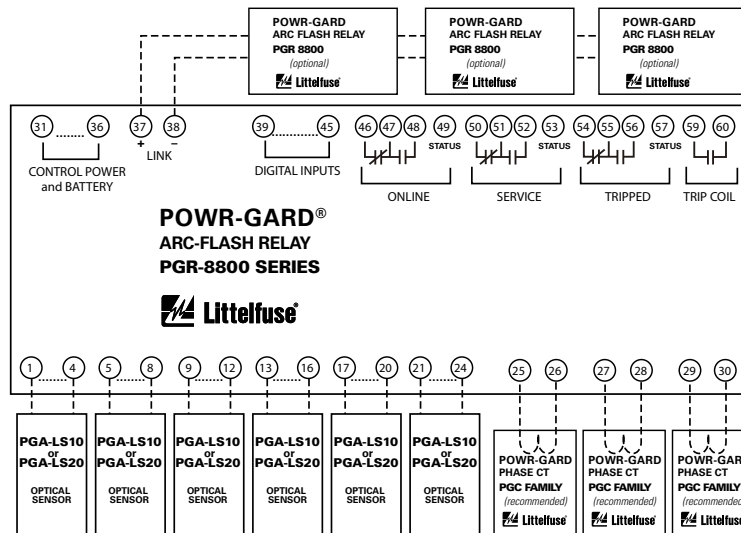 POWR-GARD
ARC FLASH RELAY
PGR 8800
(optional)
Littelfuse®
POWR-GARD
ARC FLASH RELAY
PGR 8800
(optional)
Littelfuse®
POWR-GARD
ARC FLASH RELAY
PGR 8800
(optional)
Littelfuse®
31 ...... 36 37 38 39 ............ 45 46 47 48 49 50 51 52 53 54 55 56 57 59 60
+ −
LINK
STATUS STATUS STATUS
CONTROL POWER
and BATTERY
DIGITAL INPUTS
ONLINE
SERVICE
TRIPPED
TRIP COIL
POWR-GARD®
ARC-FLASH RELAY
PGR-8800 SERIES
Littelfuse®
1 ...... 4 5 ...... 8 9 ...... 12 13 ...... 16 17 ...... 20 21 ...... 24 25 26 27 28 29 30
PGA-LS10
or
PGA-LS20
OPTICAL
SENSOR
PGA-LS10
or
PGA-LS20
OPTICAL
SENSOR
PGA-LS10
or
PGA-LS20
OPTICAL
SENSOR
PGA-LS10
or
PGA-LS20
OPTICAL
SENSOR
PGA-LS10
or
PGA-LS20
OPTICAL
SENSOR
PGA-LS10
or
PGA-LS20
OPTICAL
SENSOR
POWR-GARD
PHASE CT
PGC FAMILY
(recommended)
Littelfuse®
POWR-GARD
PHASE CT
PGC FAMILY
(recommended)
Littelfuse®
POWR-GAR
PHASE CT
PGC FAMILY
(recommended
Littelfus